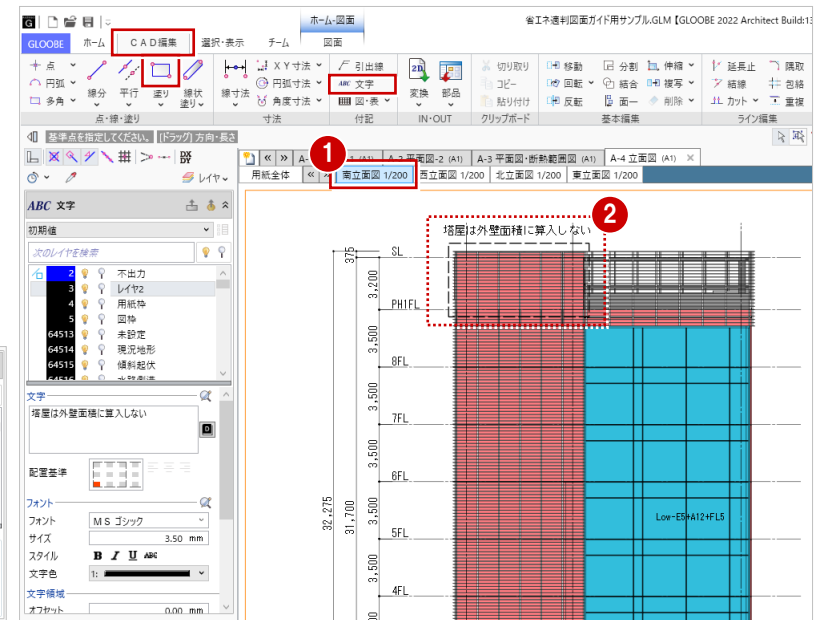 ホーム-図面
省エネ適判図面ガイド用サンプル.GLM【GLOOBE 2022 Architect Build:13
GLOOBE ホーム CAD編集 選択・表示 チーム 図面
点 XY寸法 引出線 切り取り 移動 分割 伸縮 延長止 隅取
円弧 円弧寸法 ABC 文字 コピー 回転 結合 複写 結線 包絡
多角 角度寸法 図・表 貼り付け 反転 面一 削除 カット 重複
線分 平行 塗り 線状塗り 線寸法 変換 部品
点・線・塗り 寸法 付記 IN・OUT クリップボード 基本編集 ライン編集
基準点を指定してください。 [ドラッグ] 方向・長さ
A-2 平面図-2 (A1) A-3 平面図・断熱範囲図 (A1) A-4 立面図 (A1)
レイヤ 用紙全体 南立面図 1/200 西立面図 1/200 北立面図 1/200 東立面図 1/200
1
2
ABC 文字
初期値
次のレイヤを検索
2 不出力
3 レイヤ2
4 用紙枠
5 図枠
64513 未設定
64514 現況地形
64515 傾斜起伏
文字
塔屋は外壁面積に算入しない
D
配置基準
フォント
フォント MS ゴシック
サイズ 3.50 mm
スタイル B I U ABC
文字色 1:
文字領域
オフセット 0.00 mm
塔屋は外壁面積に算入しない
375
SL
3,200
PH1FL
3,500
8FL
3,500
7FL
3,500
6FL
32,275
31,700
3,500
5FL
3,500
4FL
Low-E5+A12+FL5